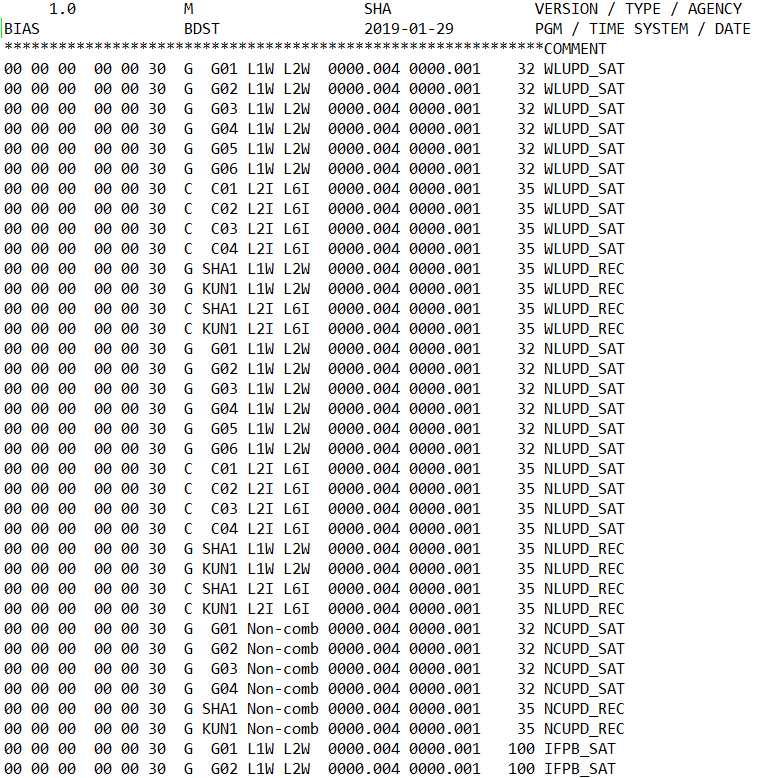 1.0            M                   SHA                VERSION / TYPE / AGENCY
BIAS                BDST                2019-01-29         PGM / TIME SYSTEM / DATE
************************************************************COMMENT
00 00 00  00 00 30  G  G01 L1W L2W  0000.004 0000.001    32 WLUPD_SAT
00 00 00  00 00 30  G  G02 L1W L2W  0000.004 0000.001    32 WLUPD_SAT
00 00 00  00 00 30  G  G03 L1W L2W  0000.004 0000.001    32 WLUPD_SAT
00 00 00  00 00 30  G  G04 L1W L2W  0000.004 0000.001    32 WLUPD_SAT
00 00 00  00 00 30  G  G05 L1W L2W  0000.004 0000.001    32 WLUPD_SAT
00 00 00  00 00 30  G  G06 L1W L2W  0000.004 0000.001    32 WLUPD_SAT
00 00 00  00 00 30  C  C01 L2I L6I  0000.004 0000.001    35 WLUPD_SAT
00 00 00  00 00 30  C  C02 L2I L6I  0000.004 0000.001    35 WLUPD_SAT
00 00 00  00 00 30  C  C03 L2I L6I  0000.004 0000.001    35 WLUPD_SAT
00 00 00  00 00 30  C  C04 L2I L6I  0000.004 0000.001    35 WLUPD_SAT
00 00 00  00 00 30  G SHA1 L1W L2W  0000.004 0000.001    35 WLUPD_REC
00 00 00  00 00 30  G KUN1 L1W L2W  0000.004 0000.001    35 WLUPD_REC
00 00 00  00 00 30  C SHA1 L2I L6I  0000.004 0000.001    35 WLUPD_REC
00 00 00  00 00 30  C KUN1 L2I L6I  0000.004 0000.001    35 WLUPD_REC
00 00 00  00 00 30  G  G01 L1W L2W  0000.004 0000.001    32 NLUPD_SAT
00 00 00  00 00 30  G  G02 L1W L2W  0000.004 0000.001    32 NLUPD_SAT
00 00 00  00 00 30  G  G03 L1W L2W  0000.004 0000.001    32 NLUPD_SAT
00 00 00  00 00 30  G  G04 L1W L2W  0000.004 0000.001    32 NLUPD_SAT
00 00 00  00 00 30  G  G05 L1W L2W  0000.004 0000.001    32 NLUPD_SAT
00 00 00  00 00 30  G  G06 L1W L2W  0000.004 0000.001    32 NLUPD_SAT
00 00 00  00 00 30  C  C01 L2I L6I  0000.004 0000.001    35 NLUPD_SAT
00 00 00  00 00 30  C  C02 L2I L6I  0000.004 0000.001    35 NLUPD_SAT
00 00 00  00 00 30  C  C03 L2I L6I  0000.004 0000.001    35 NLUPD_SAT
00 00 00  00 00 30  C  C04 L2I L6I  0000.004 0000.001    35 NLUPD_SAT
00 00 00  00 00 30  G SHA1 L1W L2W  0000.004 0000.001    35 NLUPD_REC
00 00 00  00 00 30  G KUN1 L1W L2W  0000.004 0000.001    35 NLUPD_REC
00 00 00  00 00 30  C SHA1 L2I L6I  0000.004 0000.001    35 NLUPD_REC
00 00 00  00 00 30  C KUN1 L2I L6I  0000.004 0000.001    35 NLUPD_REC
00 00 00  00 00 30  G  G01 Non-comb 0000.004 0000.001    32 NCUPD_SAT
00 00 00  00 00 30  G  G02 Non-comb 0000.004 0000.001    32 NCUPD_SAT
00 00 00  00 00 30  G  G03 Non-comb 0000.004 0000.001    32 NCUPD_SAT
00 00 00  00 00 30  G  G04 Non-comb 0000.004 0000.001    32 NCUPD_SAT
00 00 00  00 00 30  G SHA1 Non-comb 0000.004 0000.001    35 NCUPD_REC
00 00 00  00 00 30  G KUN1 Non-comb 0000.004 0000.001    35 NCUPD_REC
00 00 00  00 00 30  G  G01 L1W L2W  0000.004 0000.001   100 IFPB_SAT
00 00 00  00 00 30  G  G02 L1W L2W  0000.004 0000.001   100 IFPB_SAT